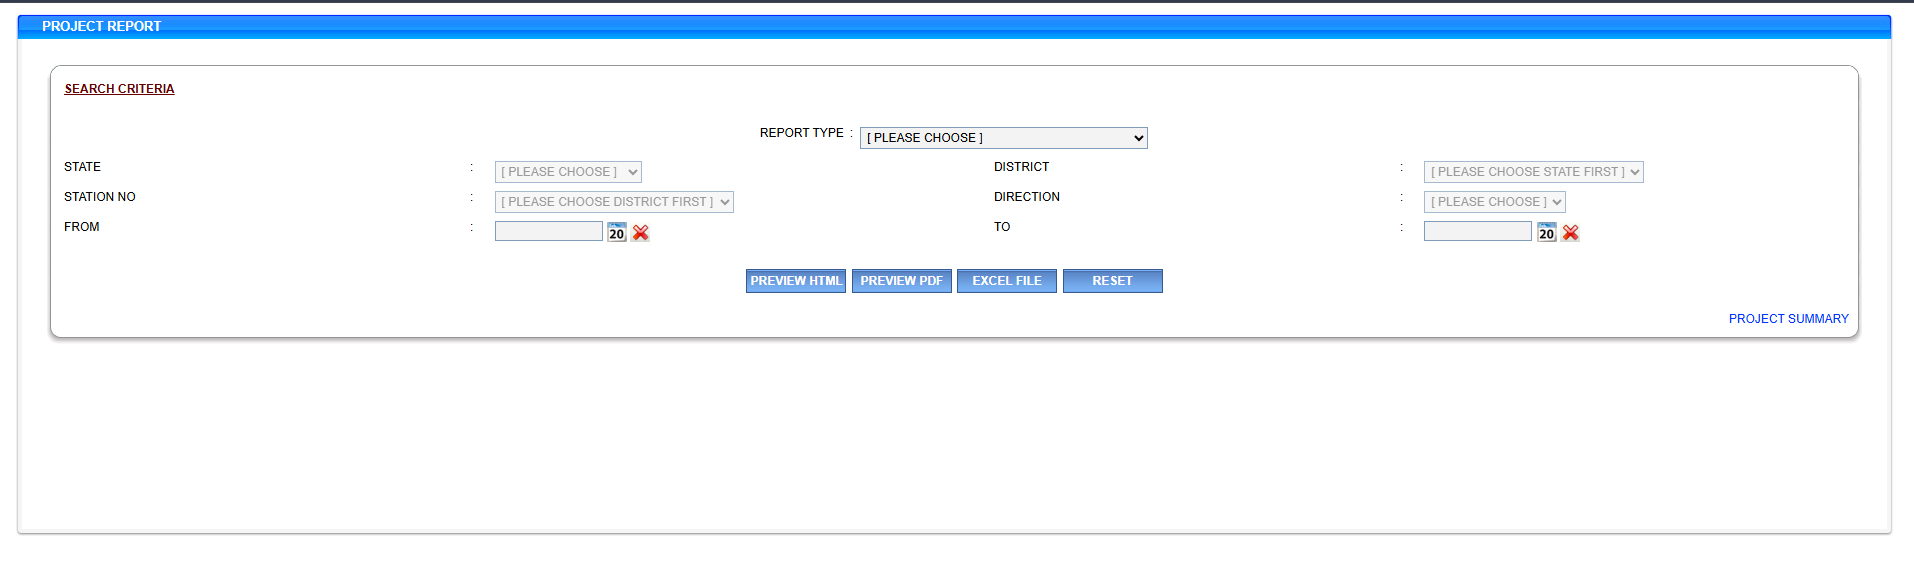 PROJECT REPORT
SEARCH CRITERIA
REPORT TYPE : [ PLEASE CHOOSE ]
STATE : [ PLEASE CHOOSE ] DISTRICT : [ PLEASE CHOOSE STATE FIRST ]
STATION NO : [ PLEASE CHOOSE DISTRICT FIRST ] DIRECTION : [ PLEASE CHOOSE ]
FROM : 20 TO : 20
PREVIEW HTML PREVIEW PDF EXCEL FILE RESET
PROJECT SUMMARY